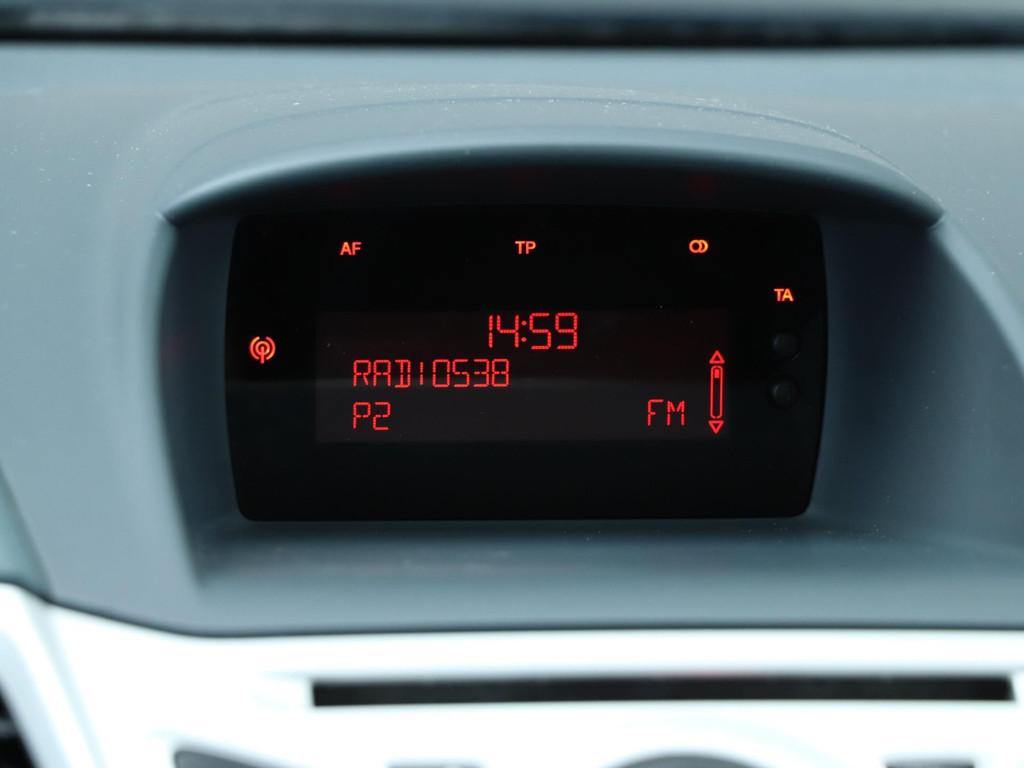 AF TP
TA
14:59
RADIO538
P2 FM